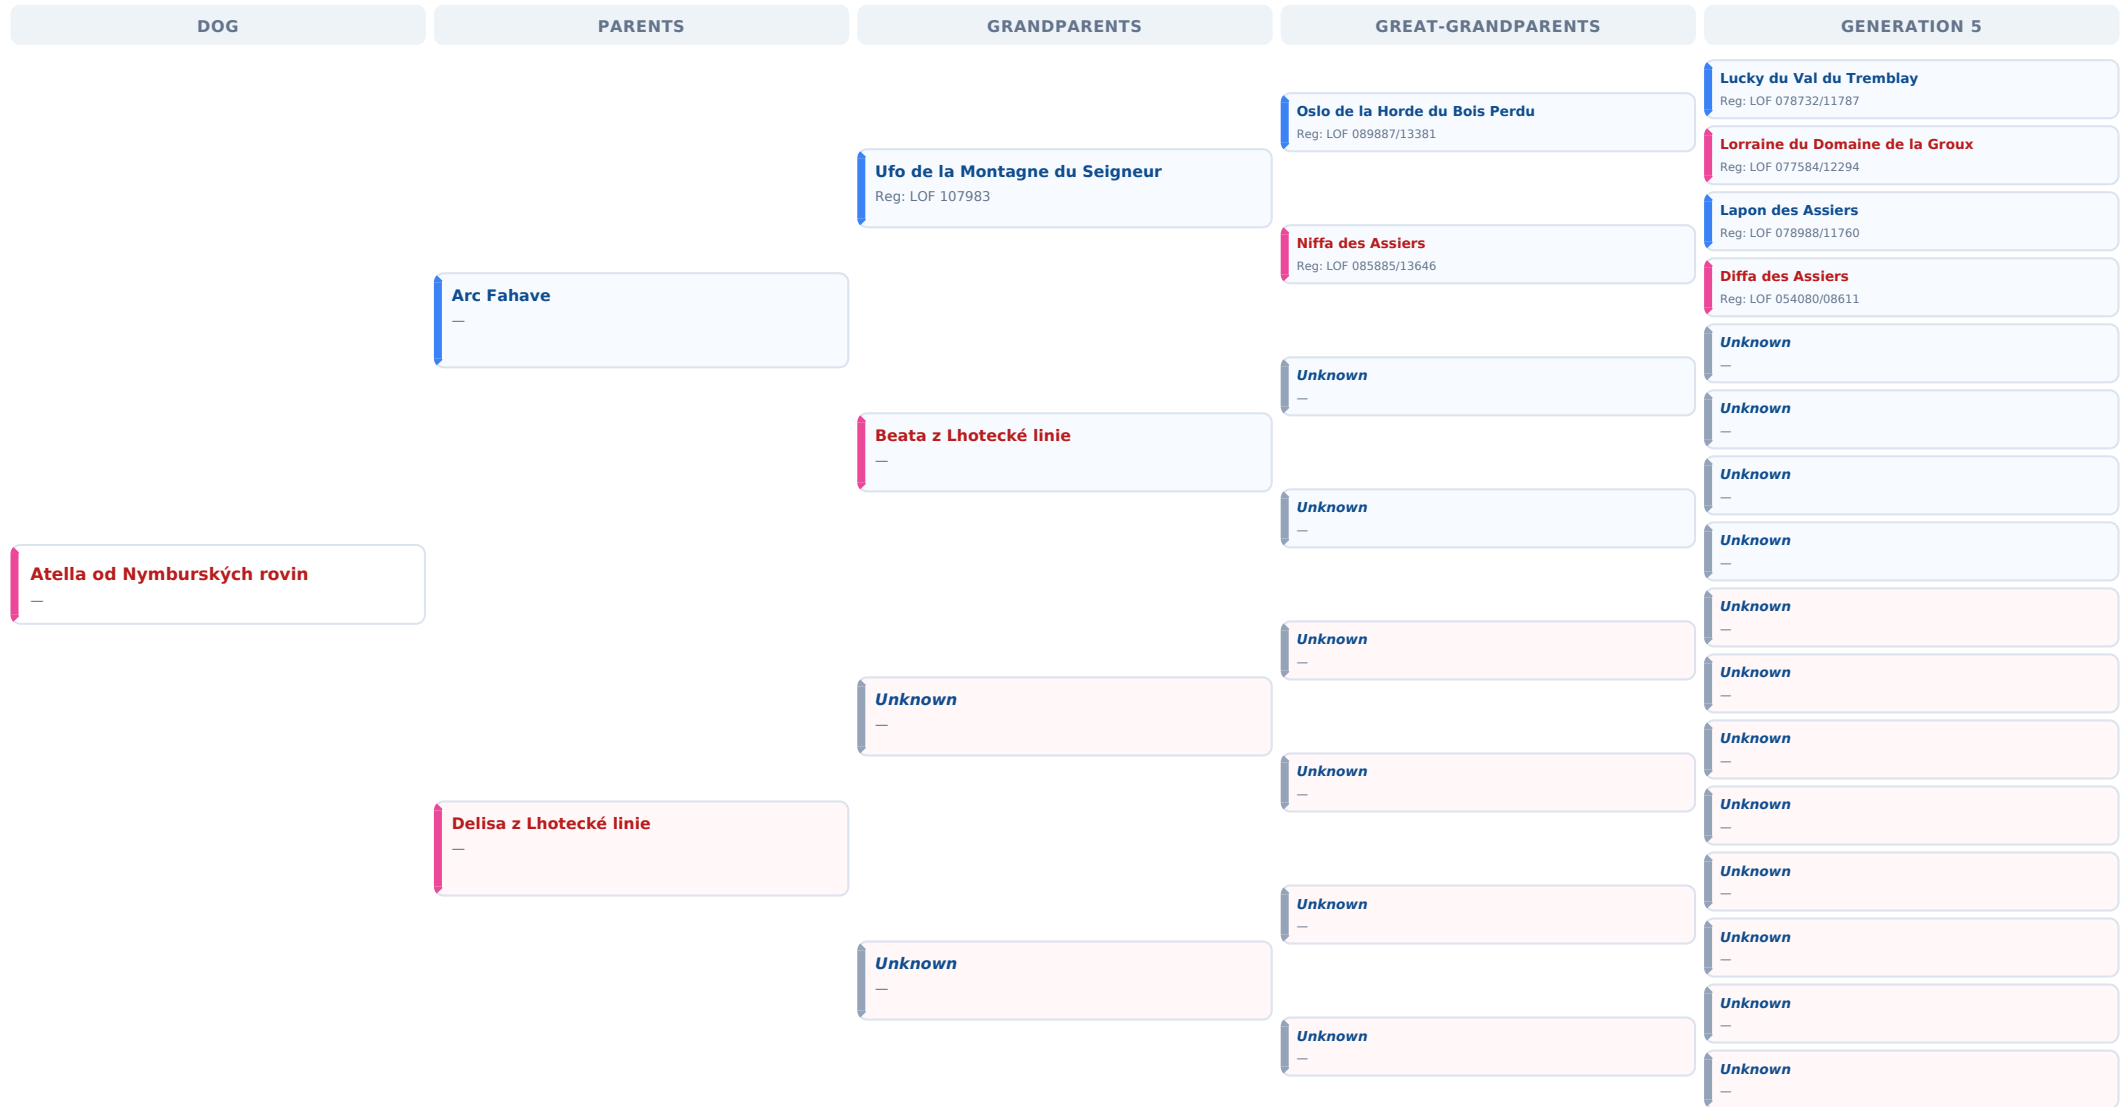 DOG
PARENTS
GRANDPARENTS
GREAT-GRANDPARENTS
GENERATION 5
Atella od Nymburských rovin
—
Arc Fahave
—
Delisa z Lhotecké linie
—
Ufo de la Montagne du Seigneur
Reg: LOF 107983
Beata z Lhotecké linie
—
Unknown
—
Unknown
—
Oslo de la Horde du Bois Perdu
Reg: LOF 089887/13381
Niffa des Assiers
Reg: LOF 085885/13646
Unknown
—
Unknown
—
Unknown
—
Unknown
—
Unknown
—
Unknown
—
Lucky du Val du Tremblay
Reg: LOF 078732/11787
Lorraine du Domaine de la Groux
Reg: LOF 077584/12294
Lapon des Assiers
Reg: LOF 078988/11760
Diffa des Assiers
Reg: LOF 054080/08611
Unknown
—
Unknown
—
Unknown
—
Unknown
—
Unknown
—
Unknown
—
Unknown
—
Unknown
—
Unknown
—
Unknown
—
Unknown
—
Unknown
—